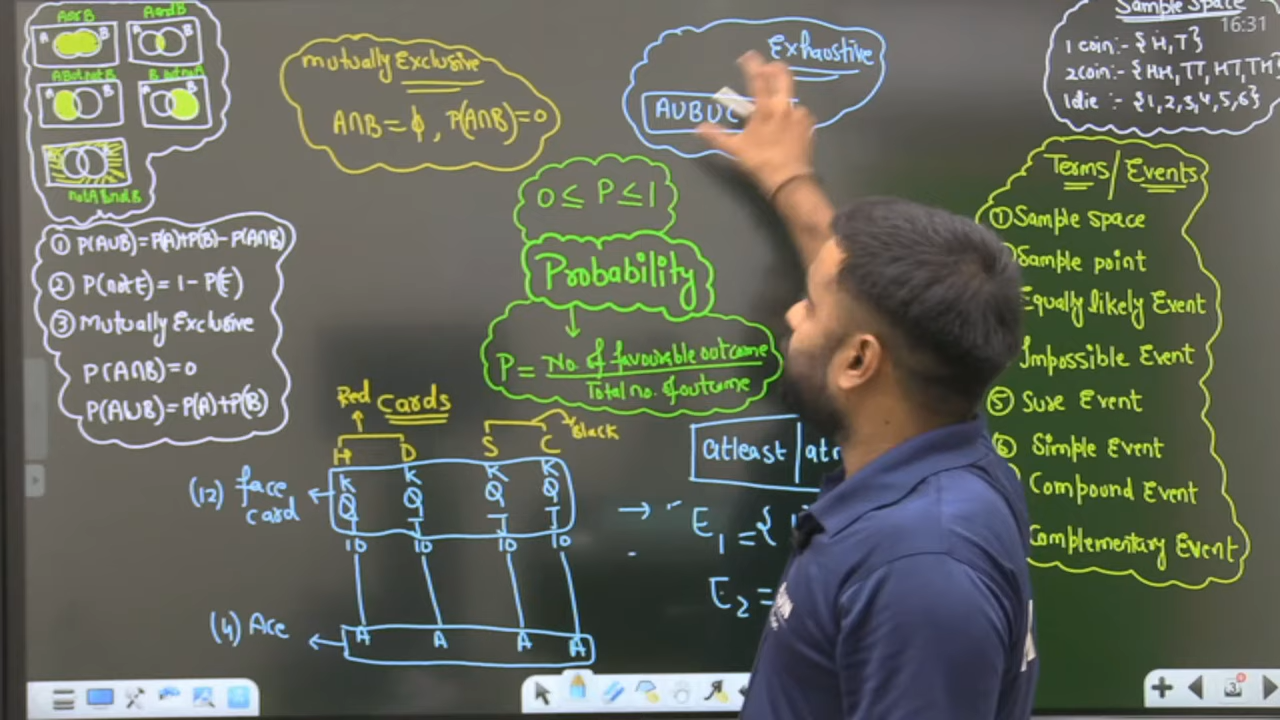 A or B
A and B
A
B
A
B
A But not B
B not A
A
B
A
B
not A & not B
① P(A∪B)=P(A)+P(B)-P(A∩B)
② P(not E) = 1 - P(E)
③ Mutually Exclusive
P(A∩B)=0
P(A∪B)=P(A)+P(B)
mutually Exclusive
A∩B = ϕ, P(A∩B)=0
Exhaustive
A∪B∪C
0 ≤ P ≤ 1
Probability
P = No. of favourable outcome
Total no. of outcome
Sample Space
16:31
1 coin:- {H,T}
2 coin:- {HH, TT, HT, TH
1 die :- {1,2,3,4,5,6}
Terms/Events
① Sample space
Sample point
Equally likely Event
Impossible Event
⑤ Sure Event
⑥ Simple Event
Compound Event
Complementary Event
Red Cards
Black
H D S C
K K K K
Q Q Q Q
J J J J
10 10 10 10
(12) face card
(4) Ace
A A A A
atleast
E₁ = {
E₂ =
3